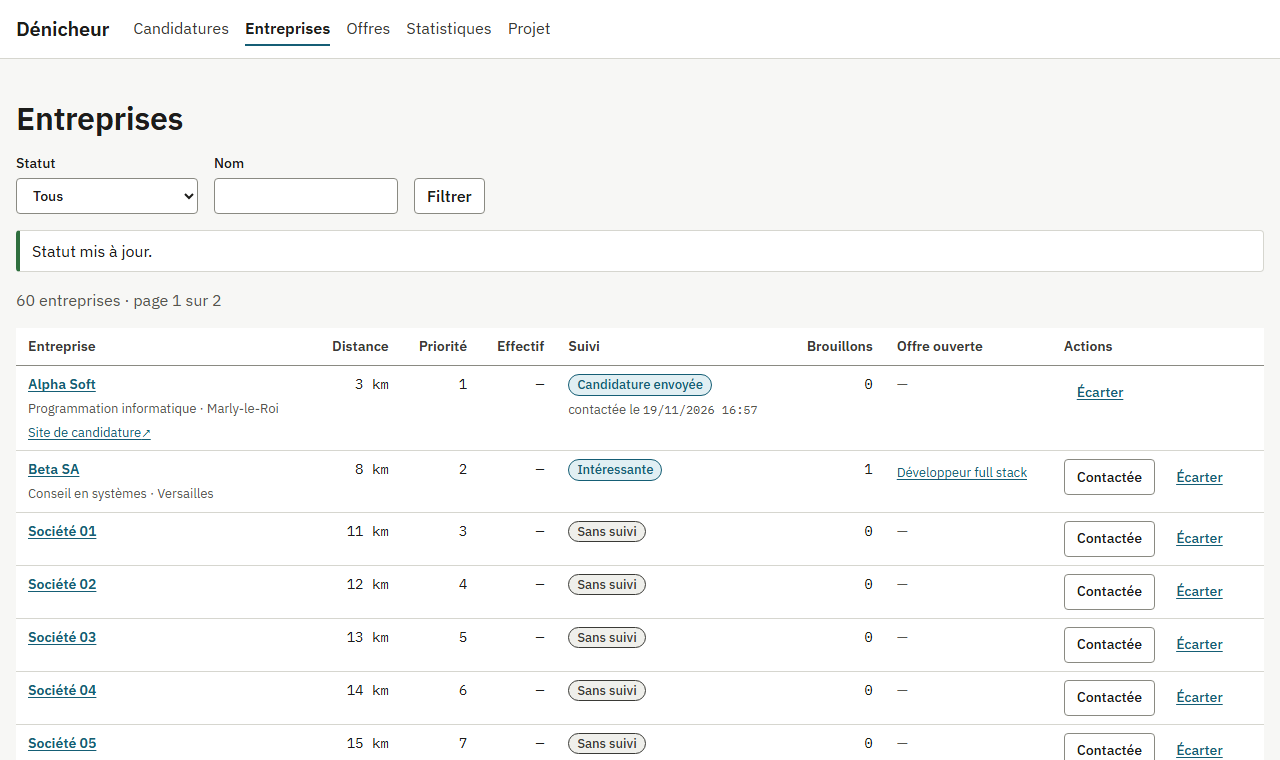 Dénicheur Candidatures Entreprises Offres Statistiques Projet
Entreprises
Statut Nom
Tous Filtrer
Statut mis à jour.
60 entreprises · page 1 sur 2
Entreprise Distance Priorité Effectif Suivi Brouillons Offre ouverte Actions
Alpha Soft 3 km 1 — Candidature envoyée 0 — Écarter
Programmation informatique · Marly-le-Roi contactée le 19/11/2026 16:57
Site de candidature↗
Beta SA 8 km 2 — Intéressante 1 Développeur full stack Contactée Écarter
Conseil en systèmes · Versailles
Société 01 11 km 3 — Sans suivi 0 — Contactée Écarter
Société 02 12 km 4 — Sans suivi 0 — Contactée Écarter
Société 03 13 km 5 — Sans suivi 0 — Contactée Écarter
Société 04 14 km 6 — Sans suivi 0 — Contactée Écarter
Société 05 15 km 7 — Sans suivi 0 — Contactée Écarter